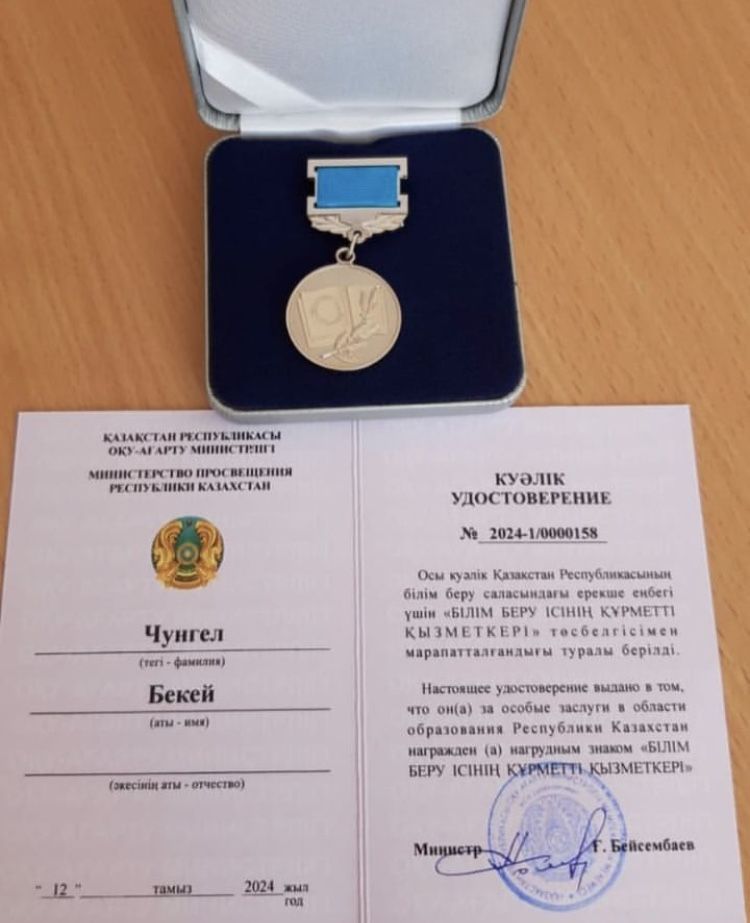 ҚАЗАҚСТАН РЕСПУБЛИКАСЫ
ОҚУ-АҒАРТУ МИНИСТРЛІГІ
МИНИСТЕРСТВО ПРОСВЕЩЕНИЯ
РЕСПУБЛИКИ КАЗАХСТАН
Чунгел
(тегі - фамилия)
Бекей
(аты - имя)
(әкесінің аты - отчество)
" 12 " тамыз 2024 жыл
год
КУӘЛІК
УДОСТОВЕРЕНИЕ
№ 2024-1/0000158
Осы куәлік Қазақстан Республикасының
білім беру саласындағы ерекше еңбегі
үшін «БІЛІМ БЕРУ ІСІНІҢ ҚҰРМЕТТІ
ҚЫЗМЕТКЕРІ» төсбелгісімен
марапатталғандығы туралы берілді.
Настоящее удостоверение выдано в том,
что он(а) за особые заслуги в области
образования Республики Казахстан
награжден (а) нагрудным знаком «БІЛІМ
БЕРУ ІСІНІҢ ҚҰРМЕТТІ ҚЫЗМЕТКЕРІ»
Министр Ғ. Бейсембаев